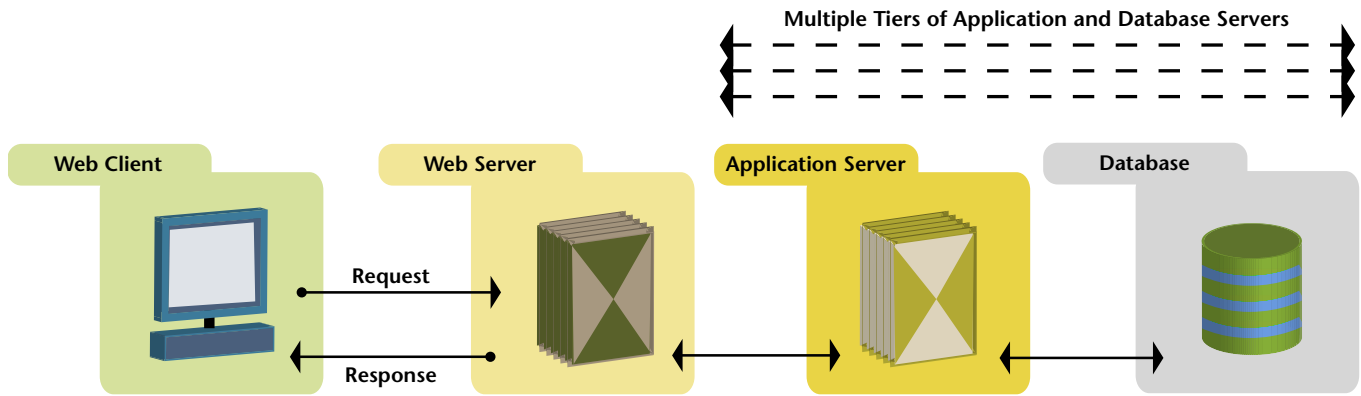 Multiple Tiers of Application and Database Servers
Web Client
Web Server
Application Server
Database
Request
Response